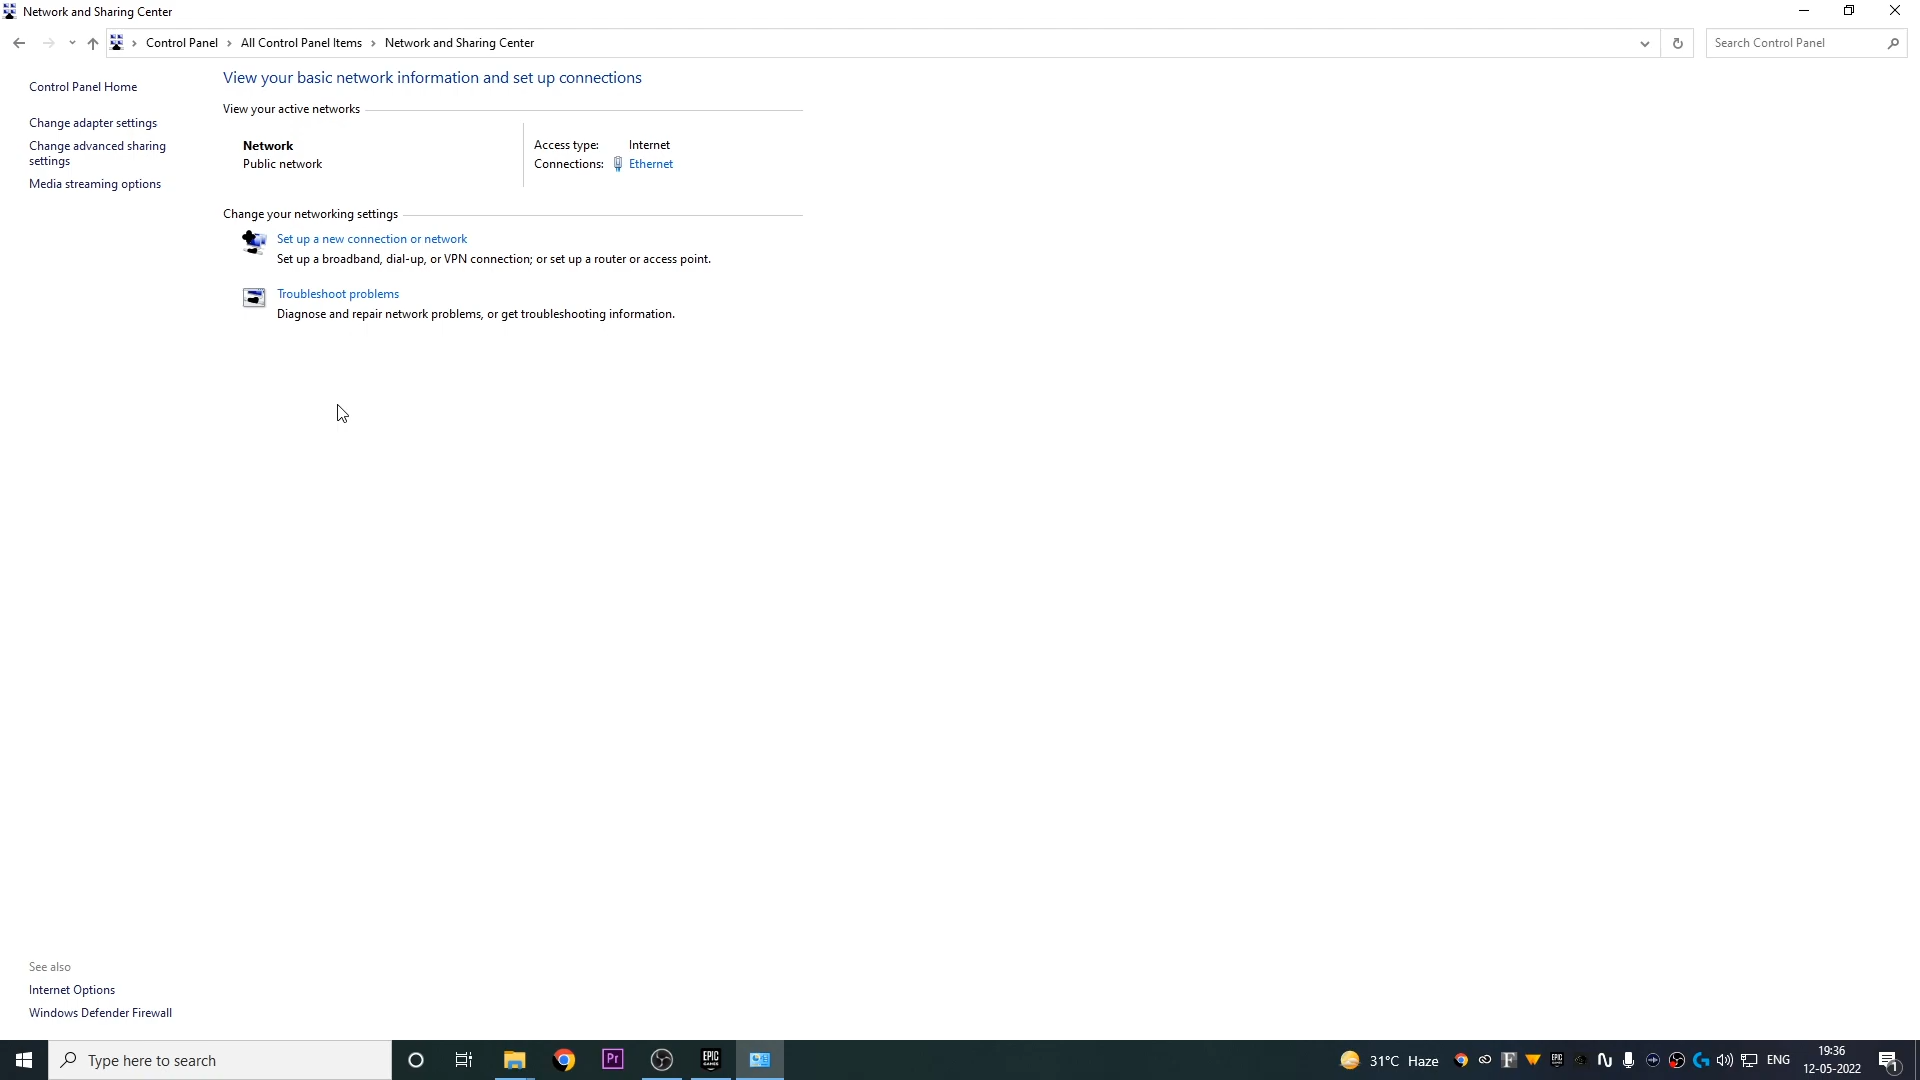 Network and Sharing Center
Control Panel > All Control Panel Items > Network and Sharing Center
Search Control Panel
Control Panel Home
Change adapter settings
Change advanced sharing
settings
Media streaming options
View your basic network information and set up connections
View your active networks
Network
Public network
Access type: Internet
Connections: Ethernet
Change your networking settings
Set up a new connection or network
Set up a broadband, dial-up, or VPN connection; or set up a router or access point.
Troubleshoot problems
Diagnose and repair network problems, or get troubleshooting information.
See also
Internet Options
Windows Defender Firewall
Type here to search
Pr
EPIC
GAMES
31°C Haze
ENG
19:36
12-05-2022
1